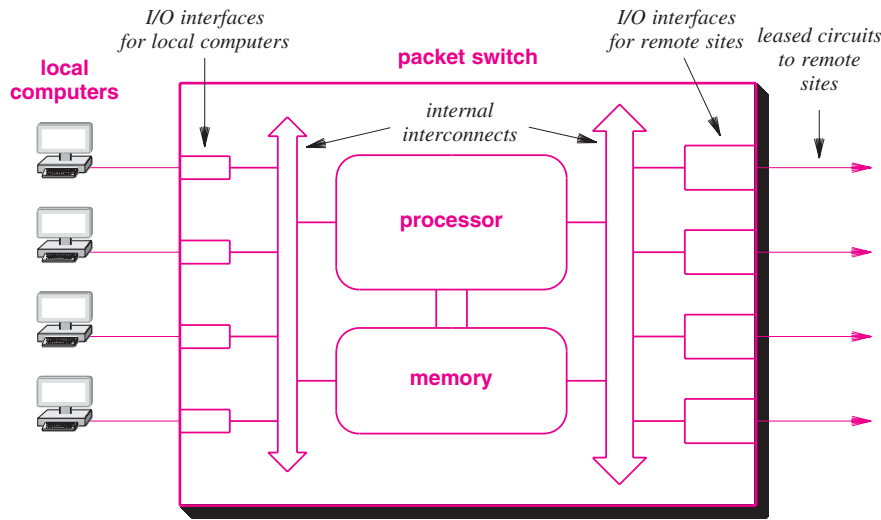 I/O interfaces
for local computers
I/O interfaces
for remote sites
leased circuits
to remote
sites
local
computers
packet switch
internal
interconnects
processor
memory